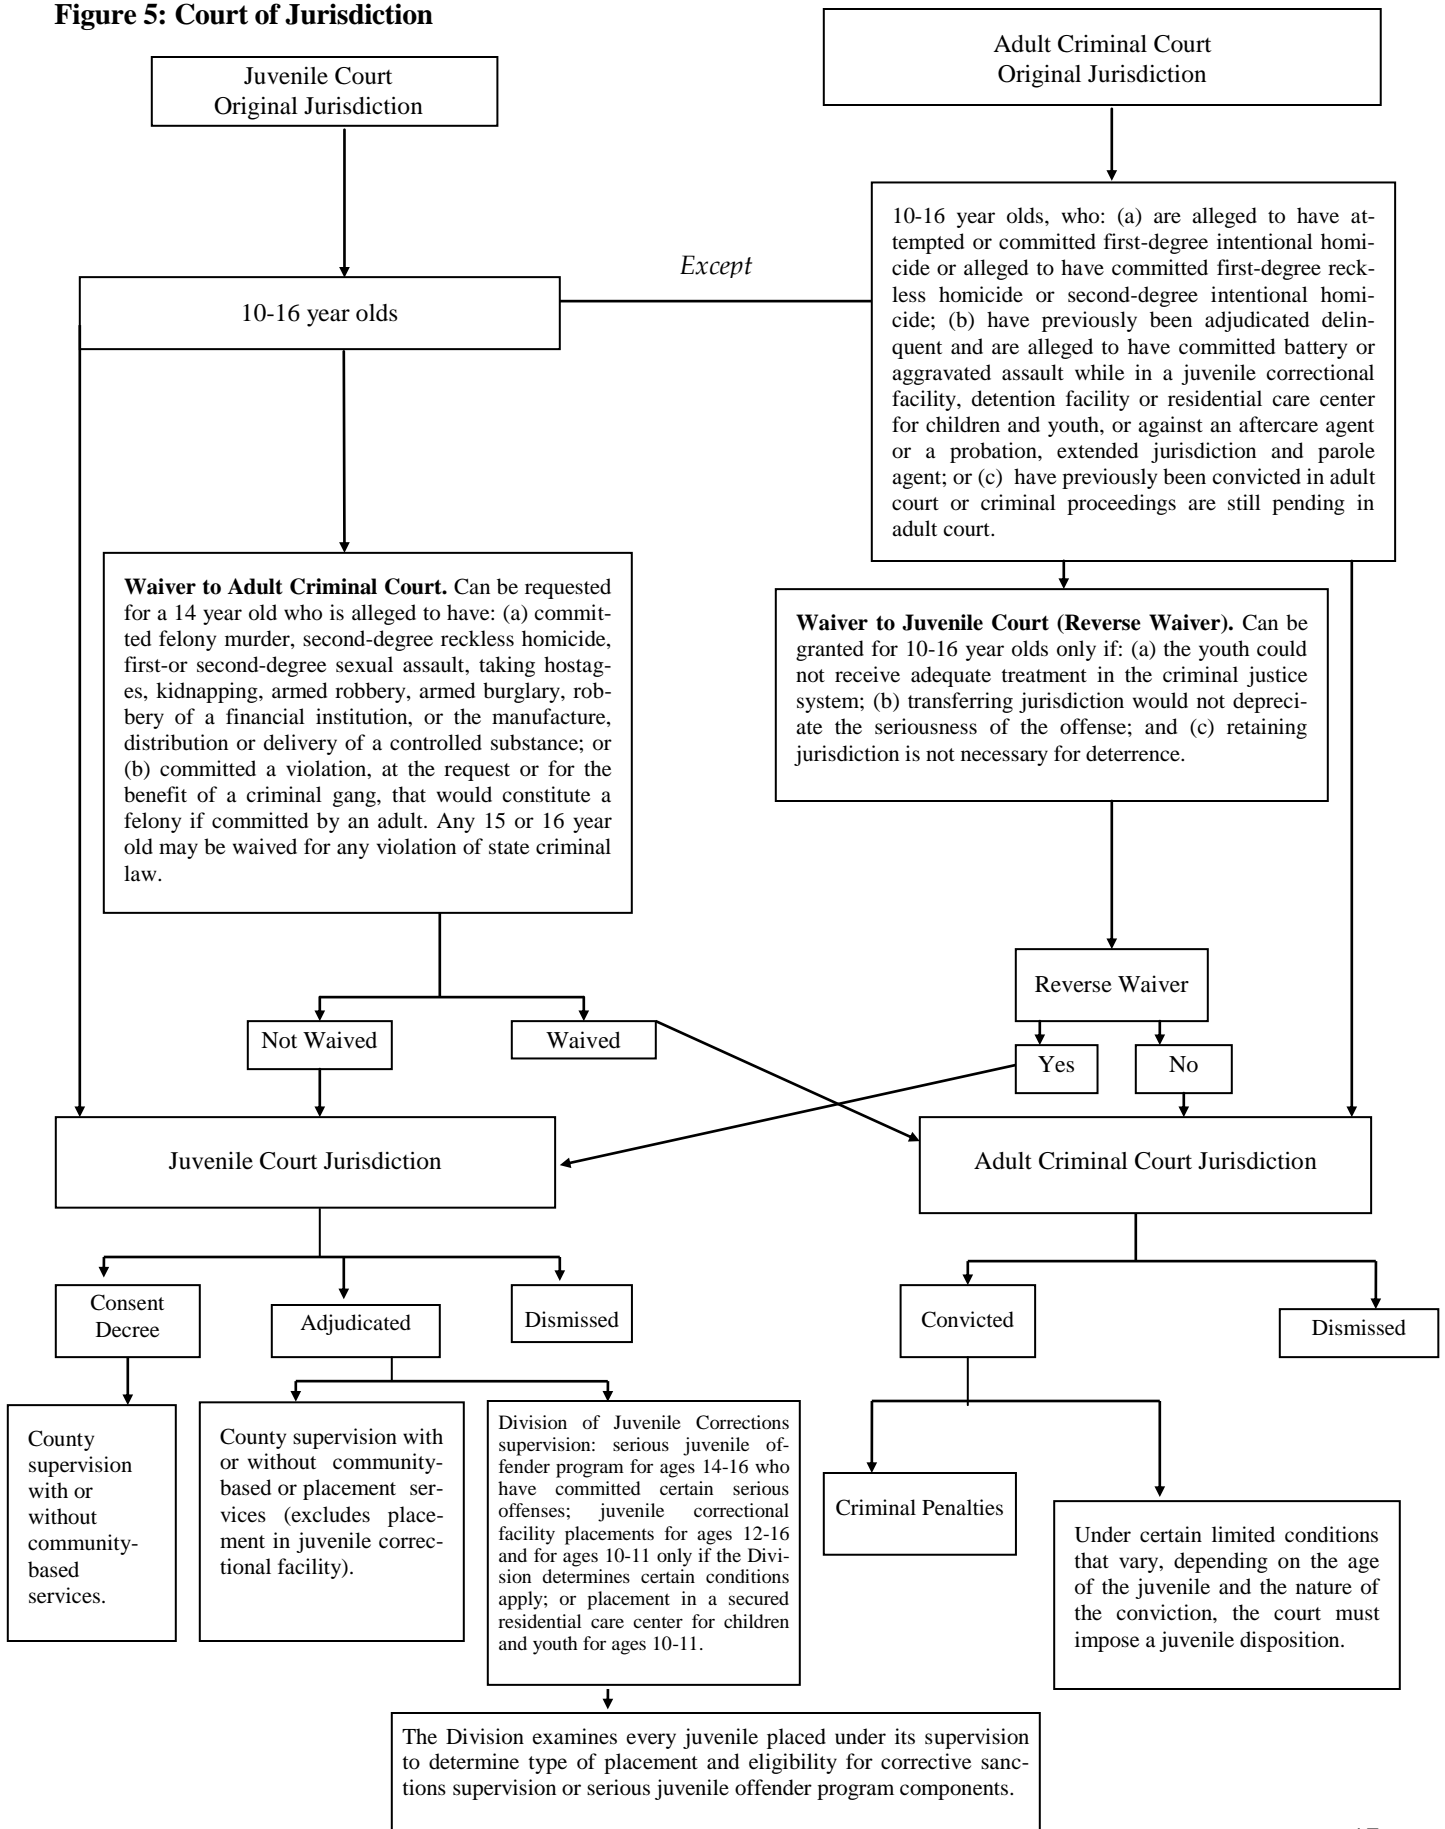 Figure 5: Court of Jurisdiction
Juvenile Court
Original Jurisdiction
Adult Criminal Court
Original Jurisdiction
10-16 year olds, who: (a) are alleged to have at-
tempted or committed first-degree intentional homi-
cide or alleged to have committed first-degree reck-
less homicide or second-degree intentional homi-
cide; (b) have previously been adjudicated delin-
quent and are alleged to have committed battery or
aggravated assault while in a juvenile correctional
facility, detention facility or residential care center
for children and youth, or against an aftercare agent
or a probation, extended jurisdiction and parole
agent; or (c) have previously been convicted in adult
court or criminal proceedings are still pending in
adult court.
Except
10-16 year olds
Waiver to Adult Criminal Court. Can be requested
for a 14 year old who is alleged to have: (a) commit-
ted felony murder, second-degree reckless homicide,
first-or second-degree sexual assault, taking hostag-
es, kidnapping, armed robbery, armed burglary, rob-
bery of a financial institution, or the manufacture,
distribution or delivery of a controlled substance; or
(b) committed a violation, at the request or for the
benefit of a criminal gang, that would constitute a
felony if committed by an adult. Any 15 or 16 year
old may be waived for any violation of state criminal
law.
Waiver to Juvenile Court (Reverse Waiver). Can be
granted for 10-16 year olds only if: (a) the youth could
not receive adequate treatment in the criminal justice
system; (b) transferring jurisdiction would not depreci-
ate the seriousness of the offense; and (c) retaining
jurisdiction is not necessary for deterrence.
Reverse Waiver
Not Waived
Waived
Yes
No
Juvenile Court Jurisdiction
Adult Criminal Court Jurisdiction
Consent
Decree
Adjudicated
Dismissed
Convicted
Dismissed
County
supervision
with or
without
community-
based
services.
County supervision with
or without community-
based or placement ser-
vices (excludes place-
ment in juvenile correc-
tional facility).
Division of Juvenile Corrections
supervision: serious juvenile of-
fender program for ages 14-16 who
have committed certain serious
offenses; juvenile correctional
facility placements for ages 12-16
and for ages 10-11 only if the Divi-
sion determines certain conditions
apply; or placement in a secured
residential care center for children
and youth for ages 10-11.
Criminal Penalties
Under certain limited conditions
that vary, depending on the age
of the juvenile and the nature of
the conviction, the court must
impose a juvenile disposition.
The Division examines every juvenile placed under its supervision
to determine type of placement and eligibility for corrective sanc-
tions supervision or serious juvenile offender program components.